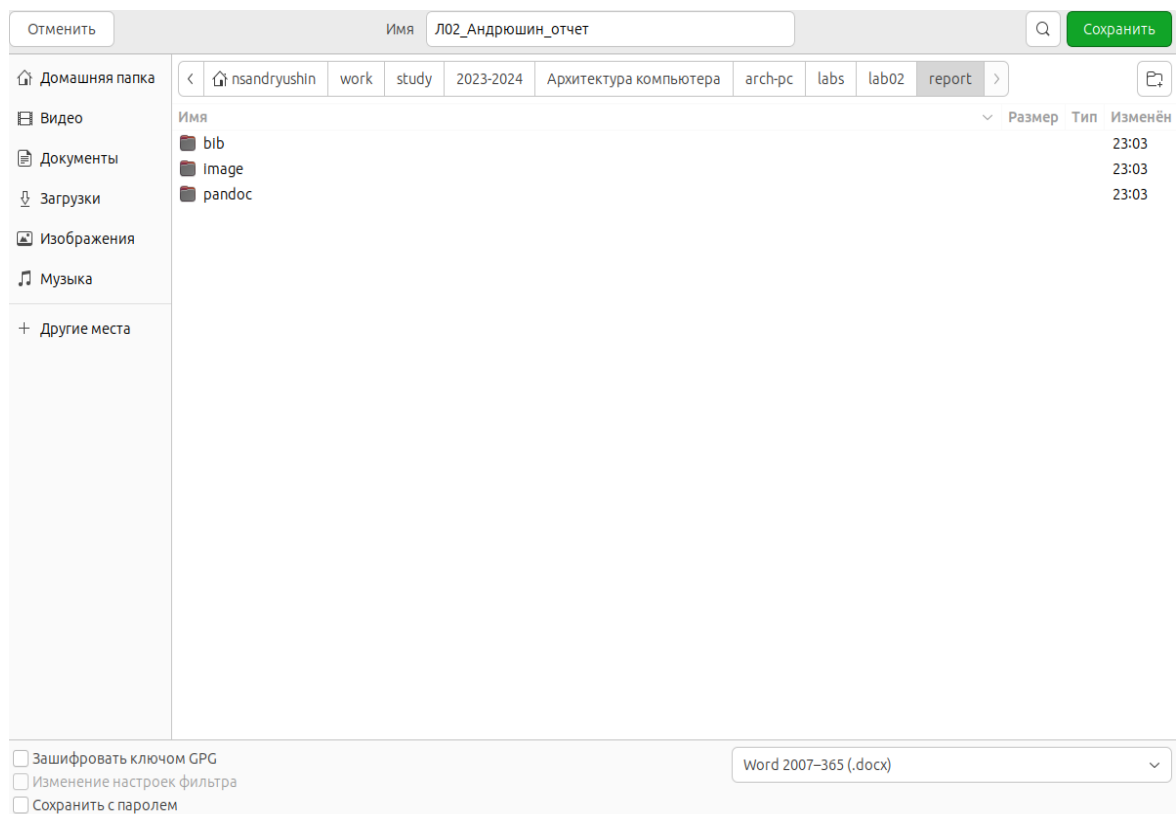 Отменить Имя Л02_Андрюшин_отчет Сохранить
Домашняя папка nsandryushin work study 2023-2024 Архитектура компьютера arch-pc labs lab02 report
Видео
Документы
Загрузки
Изображения
Музыка
Другие места
Имя Размер Тип Изменён
bib 23:03
image 23:03
pandoc 23:03
Зашифровать ключом GPG
Изменение настроек фильтра
Сохранить с паролем
Word 2007–365 (.docx)